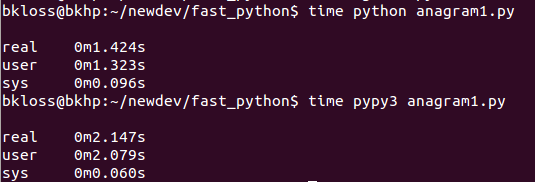 bkloss@bkhp:~/newdev/fast_python$ time python anagram1.py
real 0m1.424s
user 0m1.323s
sys 0m0.096s
bkloss@bkhp:~/newdev/fast_python$ time pypy3 anagram1.py
real 0m2.147s
user 0m2.079s
sys 0m0.060s